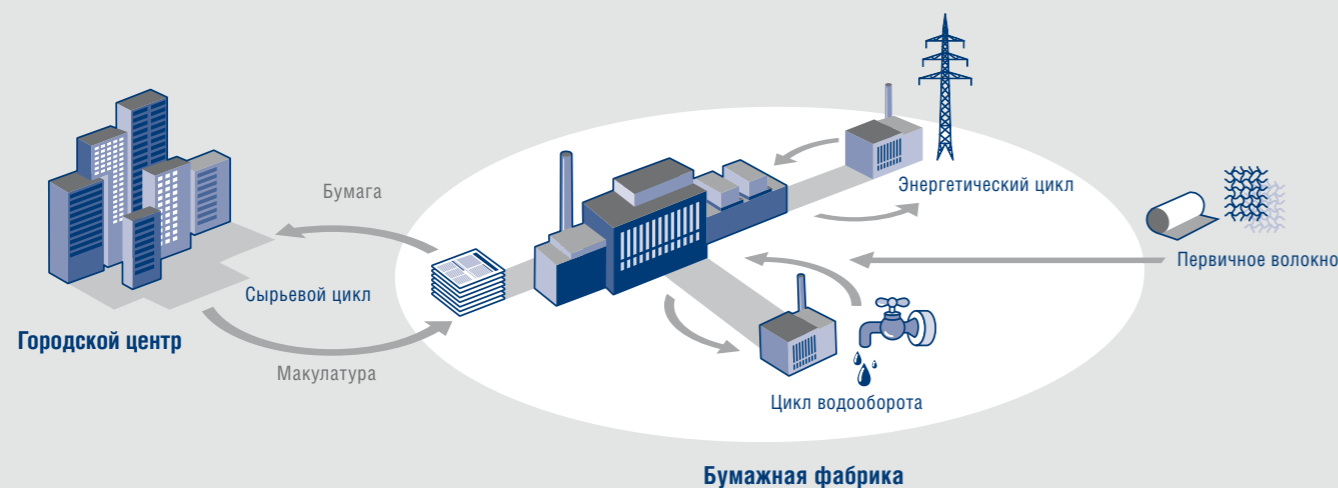 Бумага
Энергетический цикл
Первичное волокно
Сырьевой цикл
Городской центр
Макулатура
Цикл водооборота
Бумажная фабрика